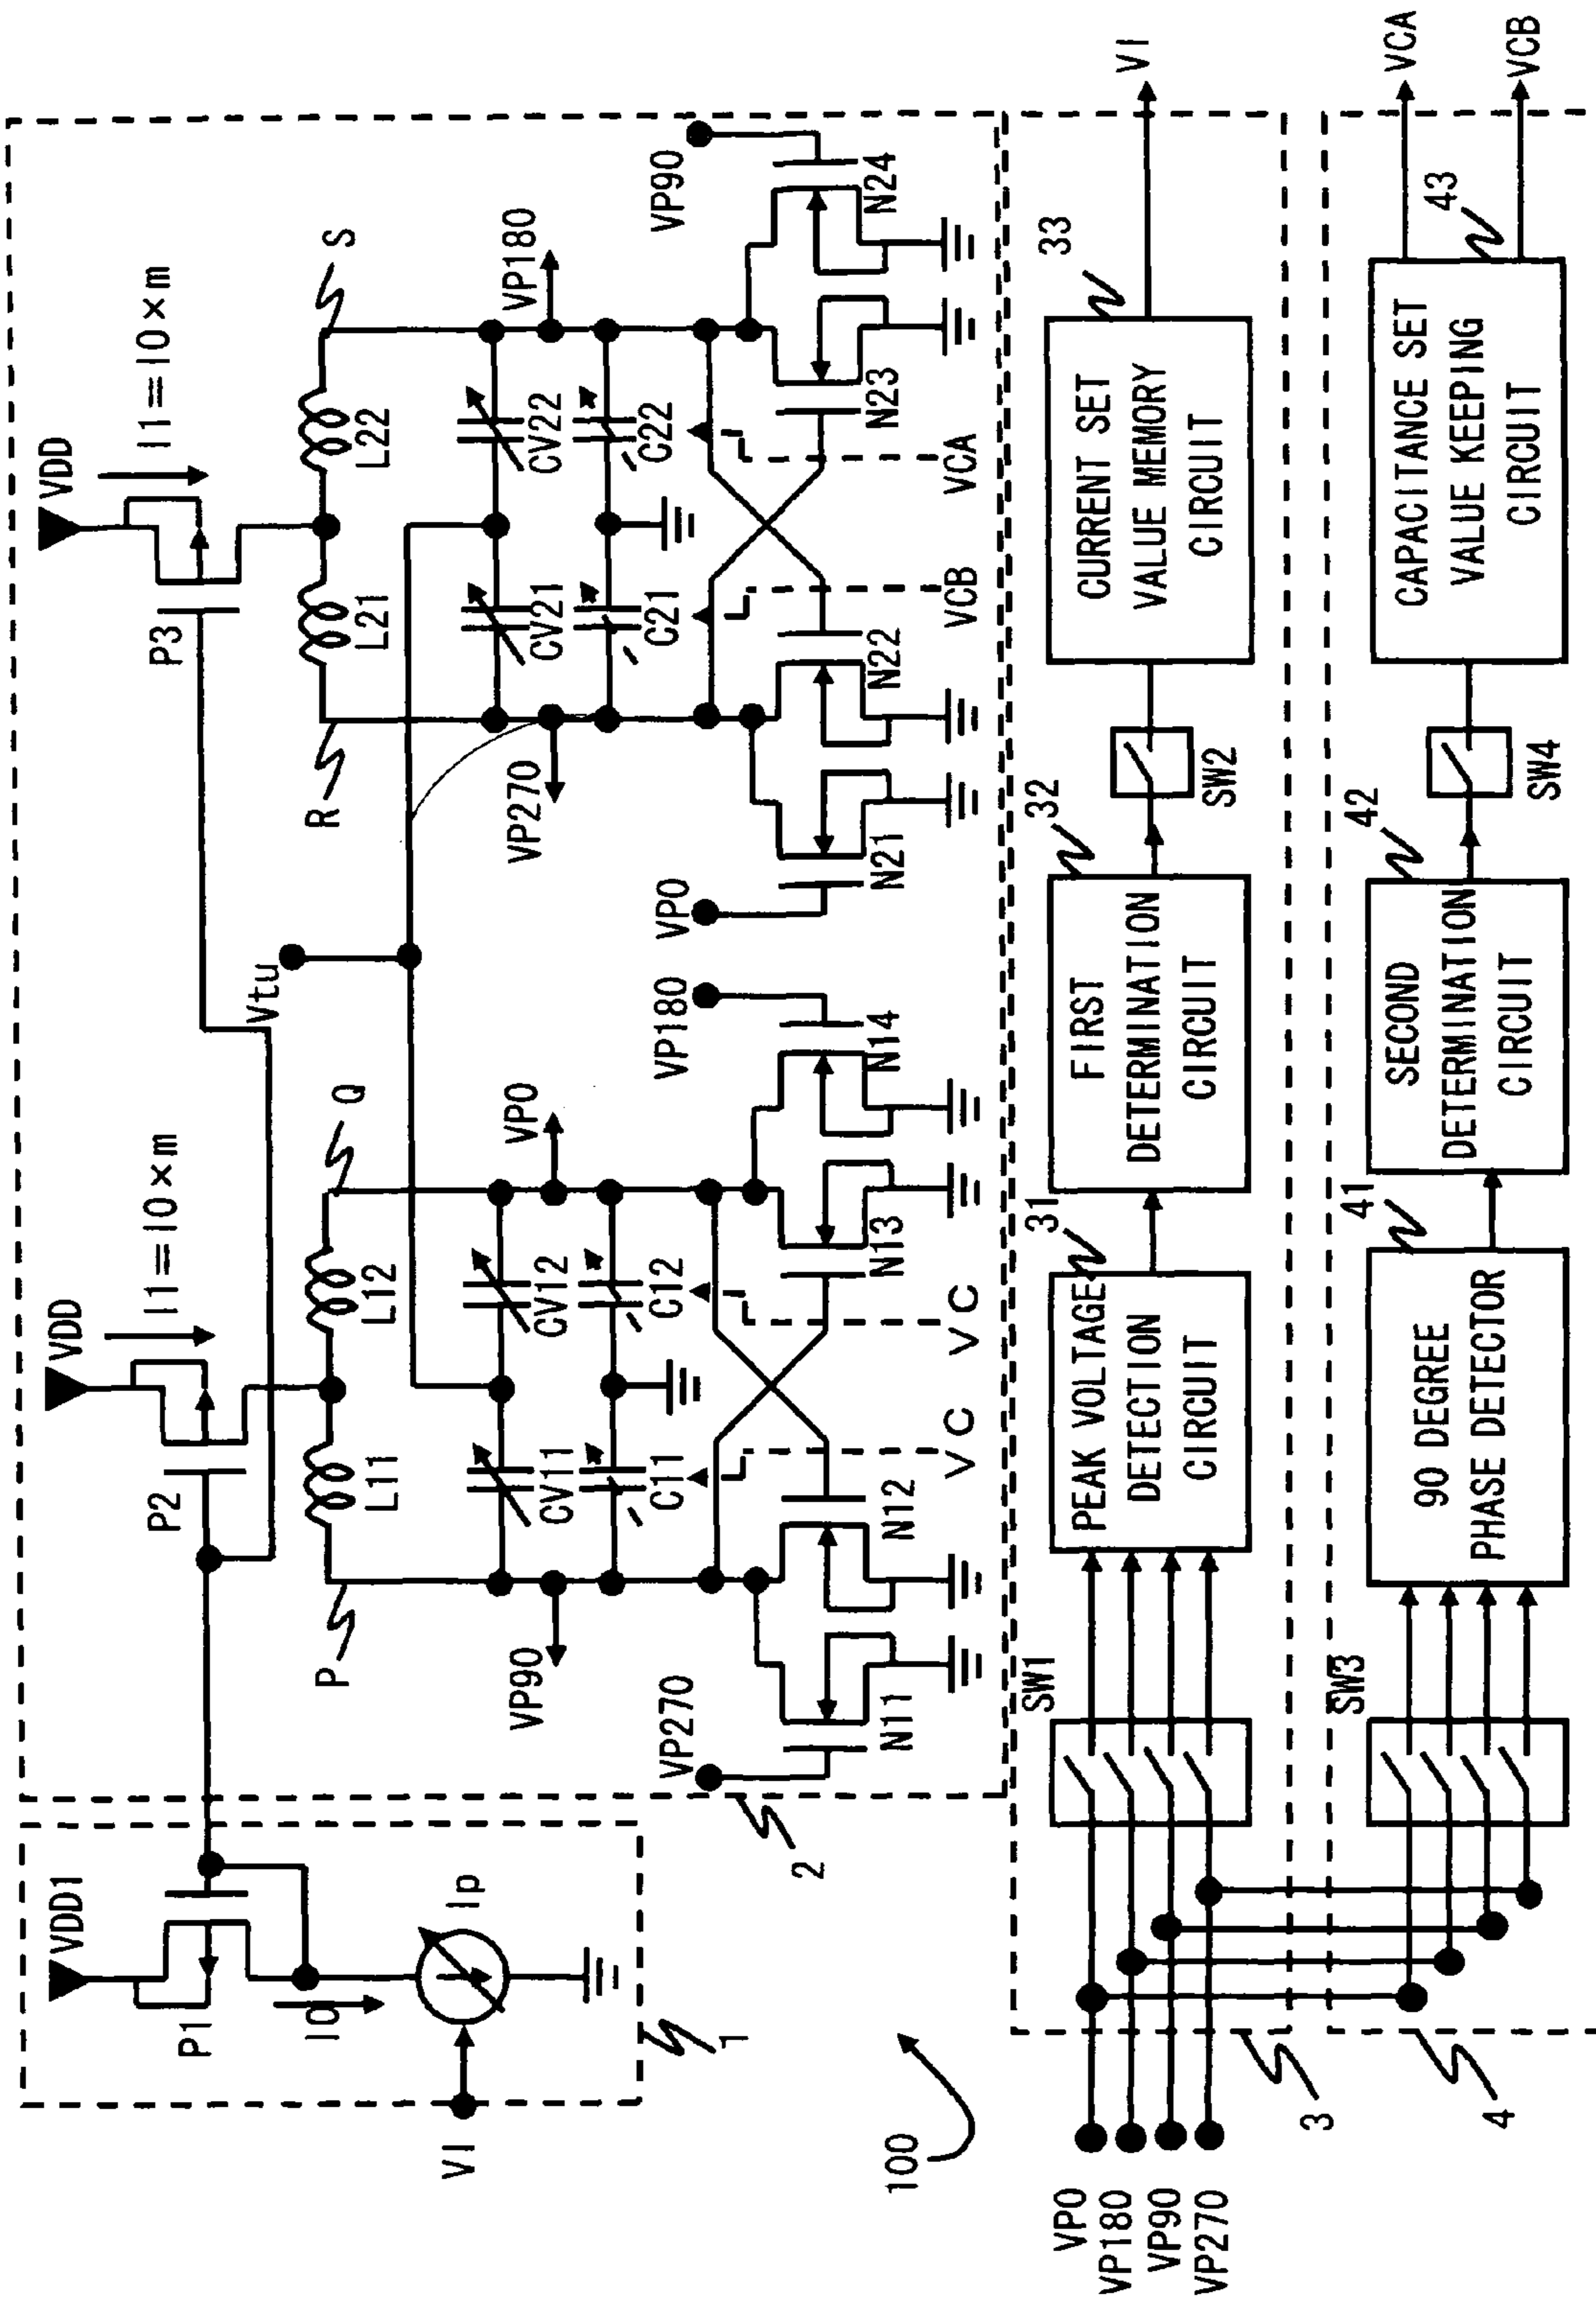 VDD1
P1
I0
Ip
VI
1
VDD
I1=I0×m
P2
VDD
I1=I0×m
P3
Vtu
P
L11
L12
Q
R
L21
L22
S
VP90
CV11
CV12
VP0
VP270
CV21
CV22
VP180
C11
C12
C21
C22
VP270
N11
N12
VC
VC
N13
N14
VP180
VP0
N21
N22
VCB
VCA
N23
N24
VP90
2
100
VP0
VP180
VP90
VP270
SW1
31
PEAK VOLTAGE
DETECTION
CIRCUIT
32
FIRST
DETERMINATION
CIRCUIT
SW2
33
CURRENT SET
VALUE MEMORY
CIRCUIT
VI
3
SW3
41
90 DEGREE
PHASE DETECTOR
42
SECOND
DETERMINATION
CIRCUIT
SW4
43
CAPACITANCE SET
VALUE KEEPING
CIRCUIT
VCA
VCB
4